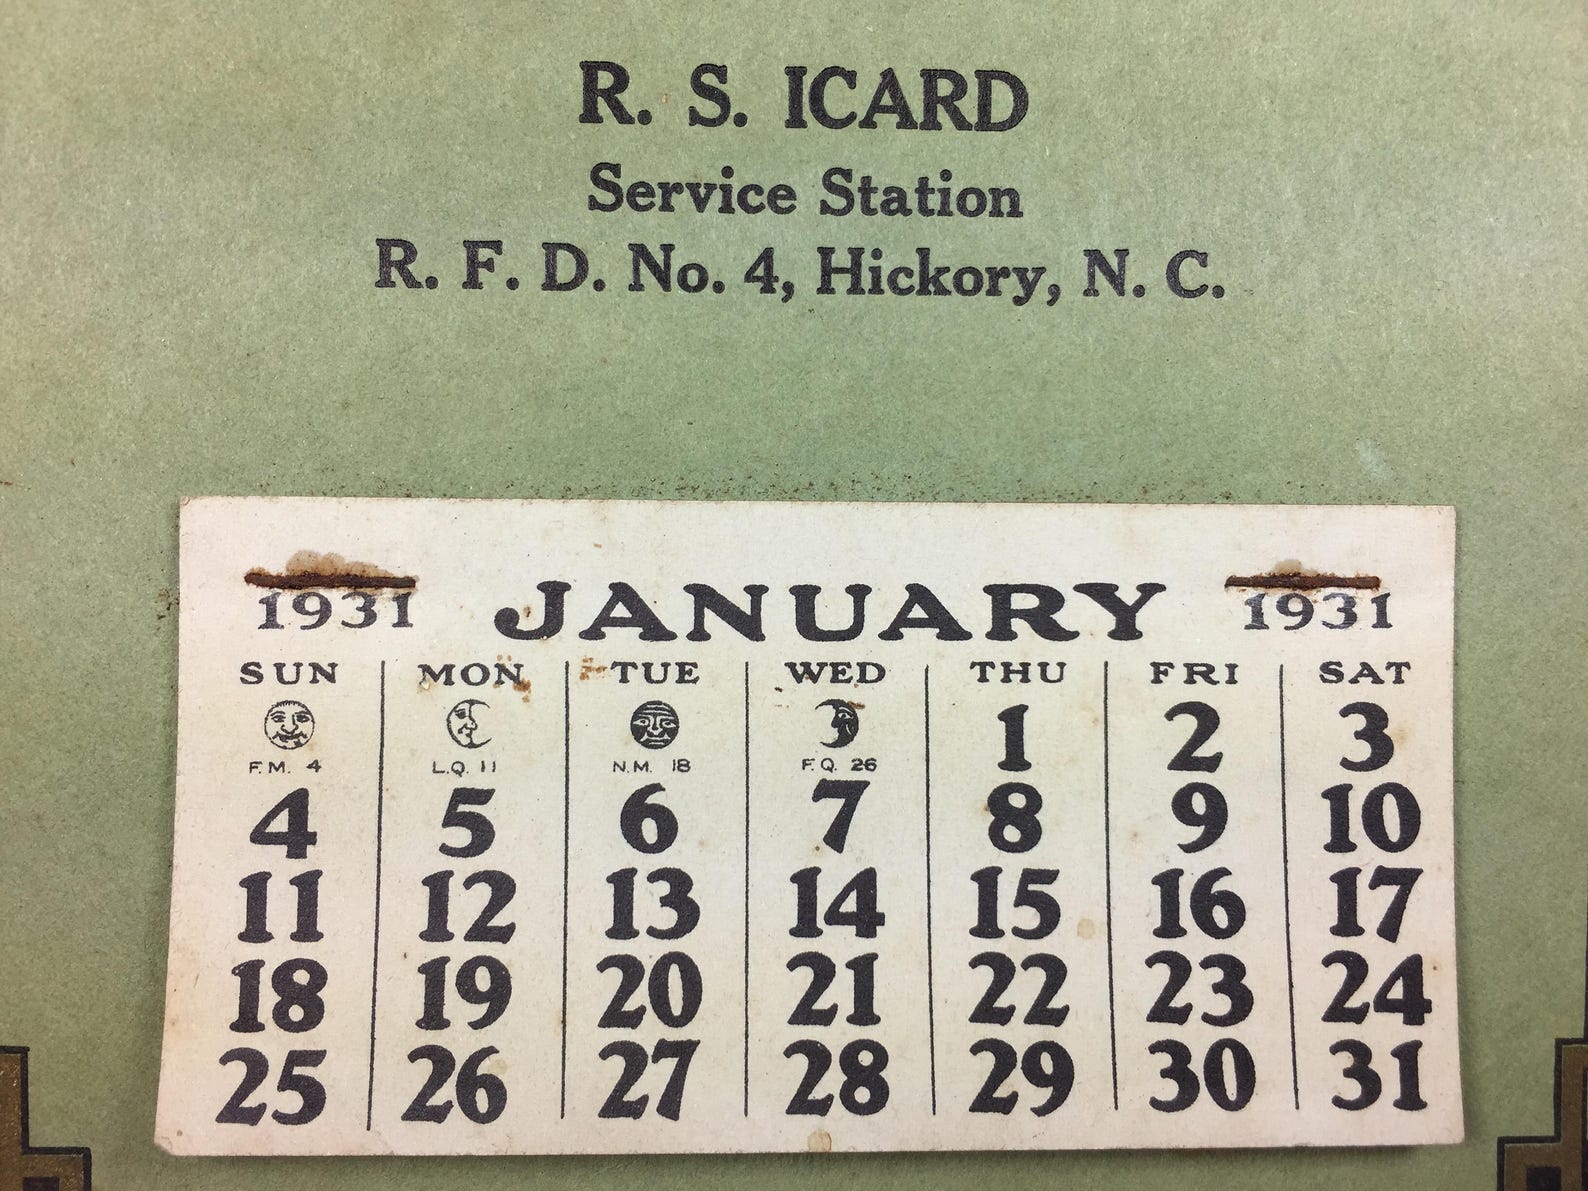 R. S. ICARD
Service Station
R. F. D. No. 4, Hickory, N. C.
1931 JANUARY 1931
SUN MON TUE WED THU FRI SAT
1 2 3
F.M. 4 L.Q. 11 N.M. 18 F.Q. 26
4 5 6 7 8 9 10
11 12 13 14 15 16 17
18 19 20 21 22 23 24
25 26 27 28 29 30 31